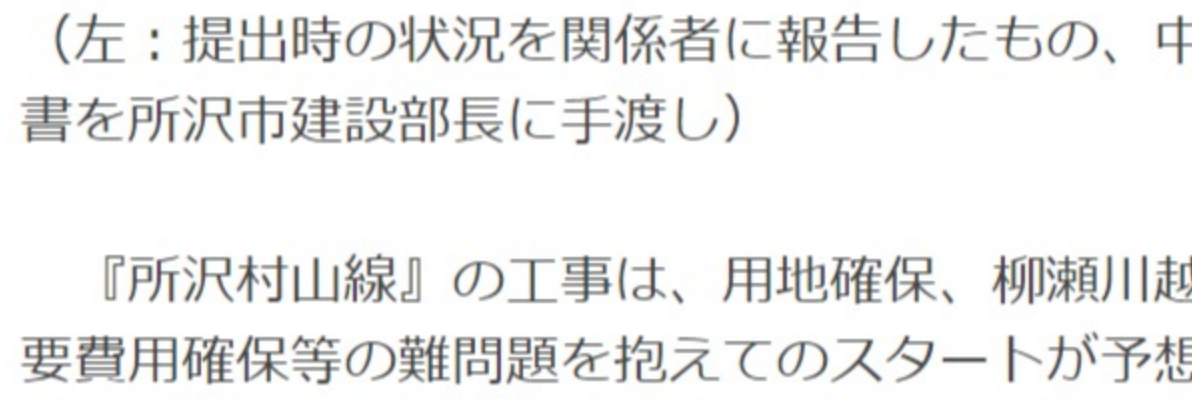 （左：提出時の状況を関係者に報告したもの、中
書を所沢市建設部長に手渡し）
『所沢村山線』の工事は、用地確保、柳瀬川越
要費用確保等の難問題を抱えてのスタートが予想